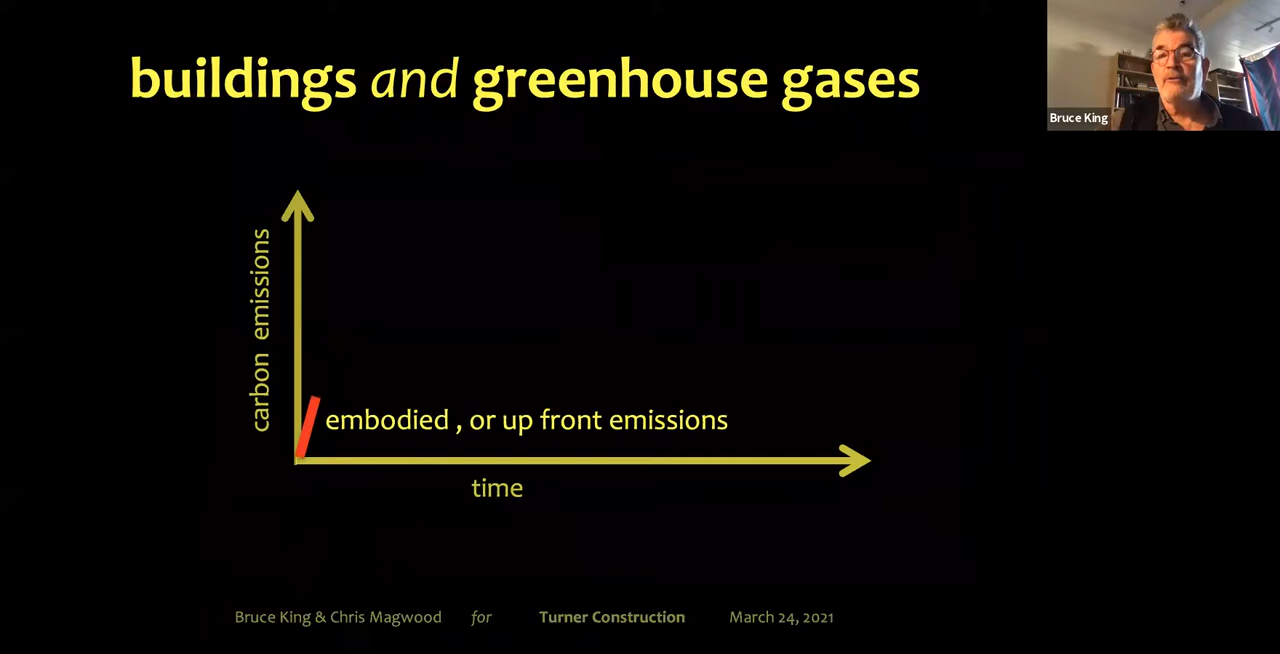 buildings and greenhouse gases
Bruce King
carbon emissions
embodied , or up front emissions
time
Bruce King & Chris Magwood for Turner Construction March 24, 2021